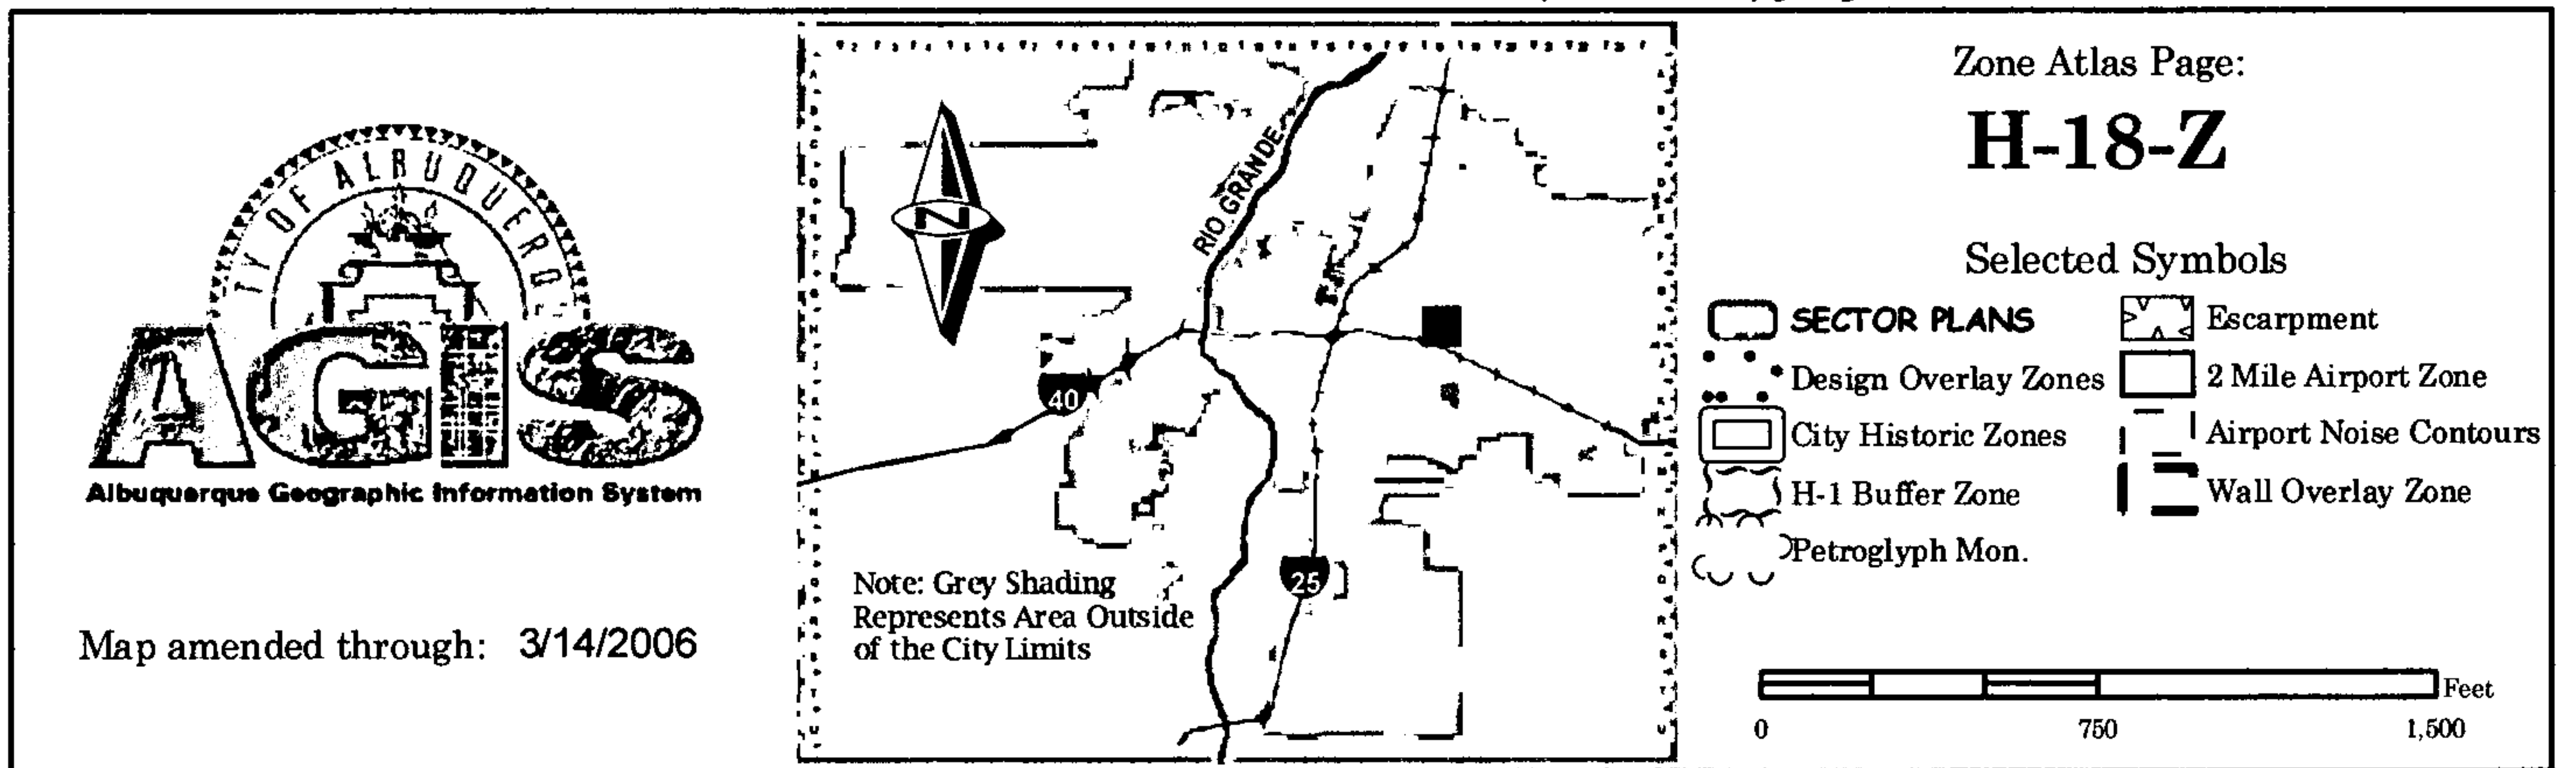 TY OF ALBUQUERQ
AGIS
Albuquerque Geographic Information System
Map amended through: 3/14/2006
RIO GRANDE
N
40
25
Note: Grey Shading
Represents Area Outside
of the City Limits
Zone Atlas Page:
H-18-Z
Selected Symbols
SECTOR PLANS
Escarpment
Design Overlay Zones
2 Mile Airport Zone
City Historic Zones
Airport Noise Contours
H-1 Buffer Zone
Wall Overlay Zone
Petroglyph Mon.
Feet
0 750 1,500